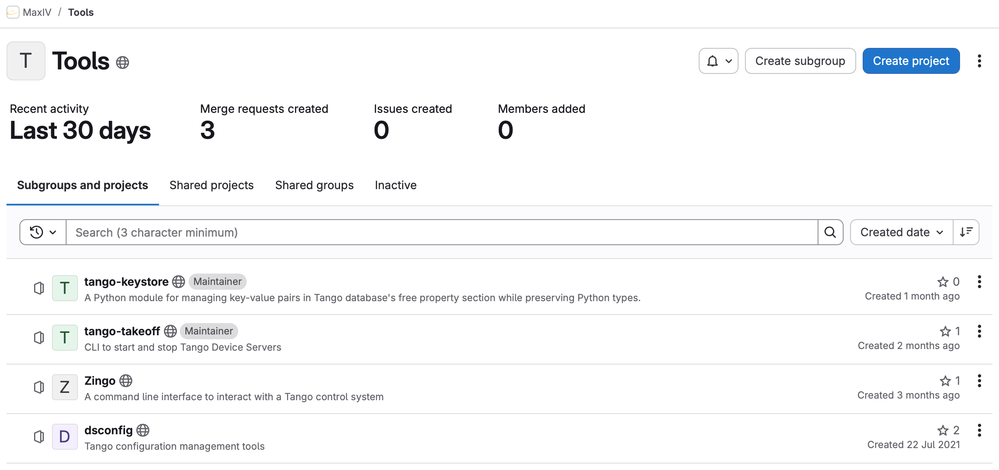 MaxIV / Tools
T Tools
Create subgroup
Create project
Recent activity
Last 30 days
Merge requests created
3
Issues created
0
Members added
0
Subgroups and projects
Shared projects
Shared groups
Inactive
Search (3 character minimum)
Created date
T
tango-keystore Maintainer
A Python module for managing key-value pairs in Tango database's free property section while preserving Python types.
0
Created 1 month ago
T
tango-takeoff Maintainer
CLI to start and stop Tango Device Servers
1
Created 2 months ago
Z
Zingo
A command line interface to interact with a Tango control system
1
Created 3 months ago
D
dsconfig
Tango configuration management tools
2
Created 22 Jul 2021